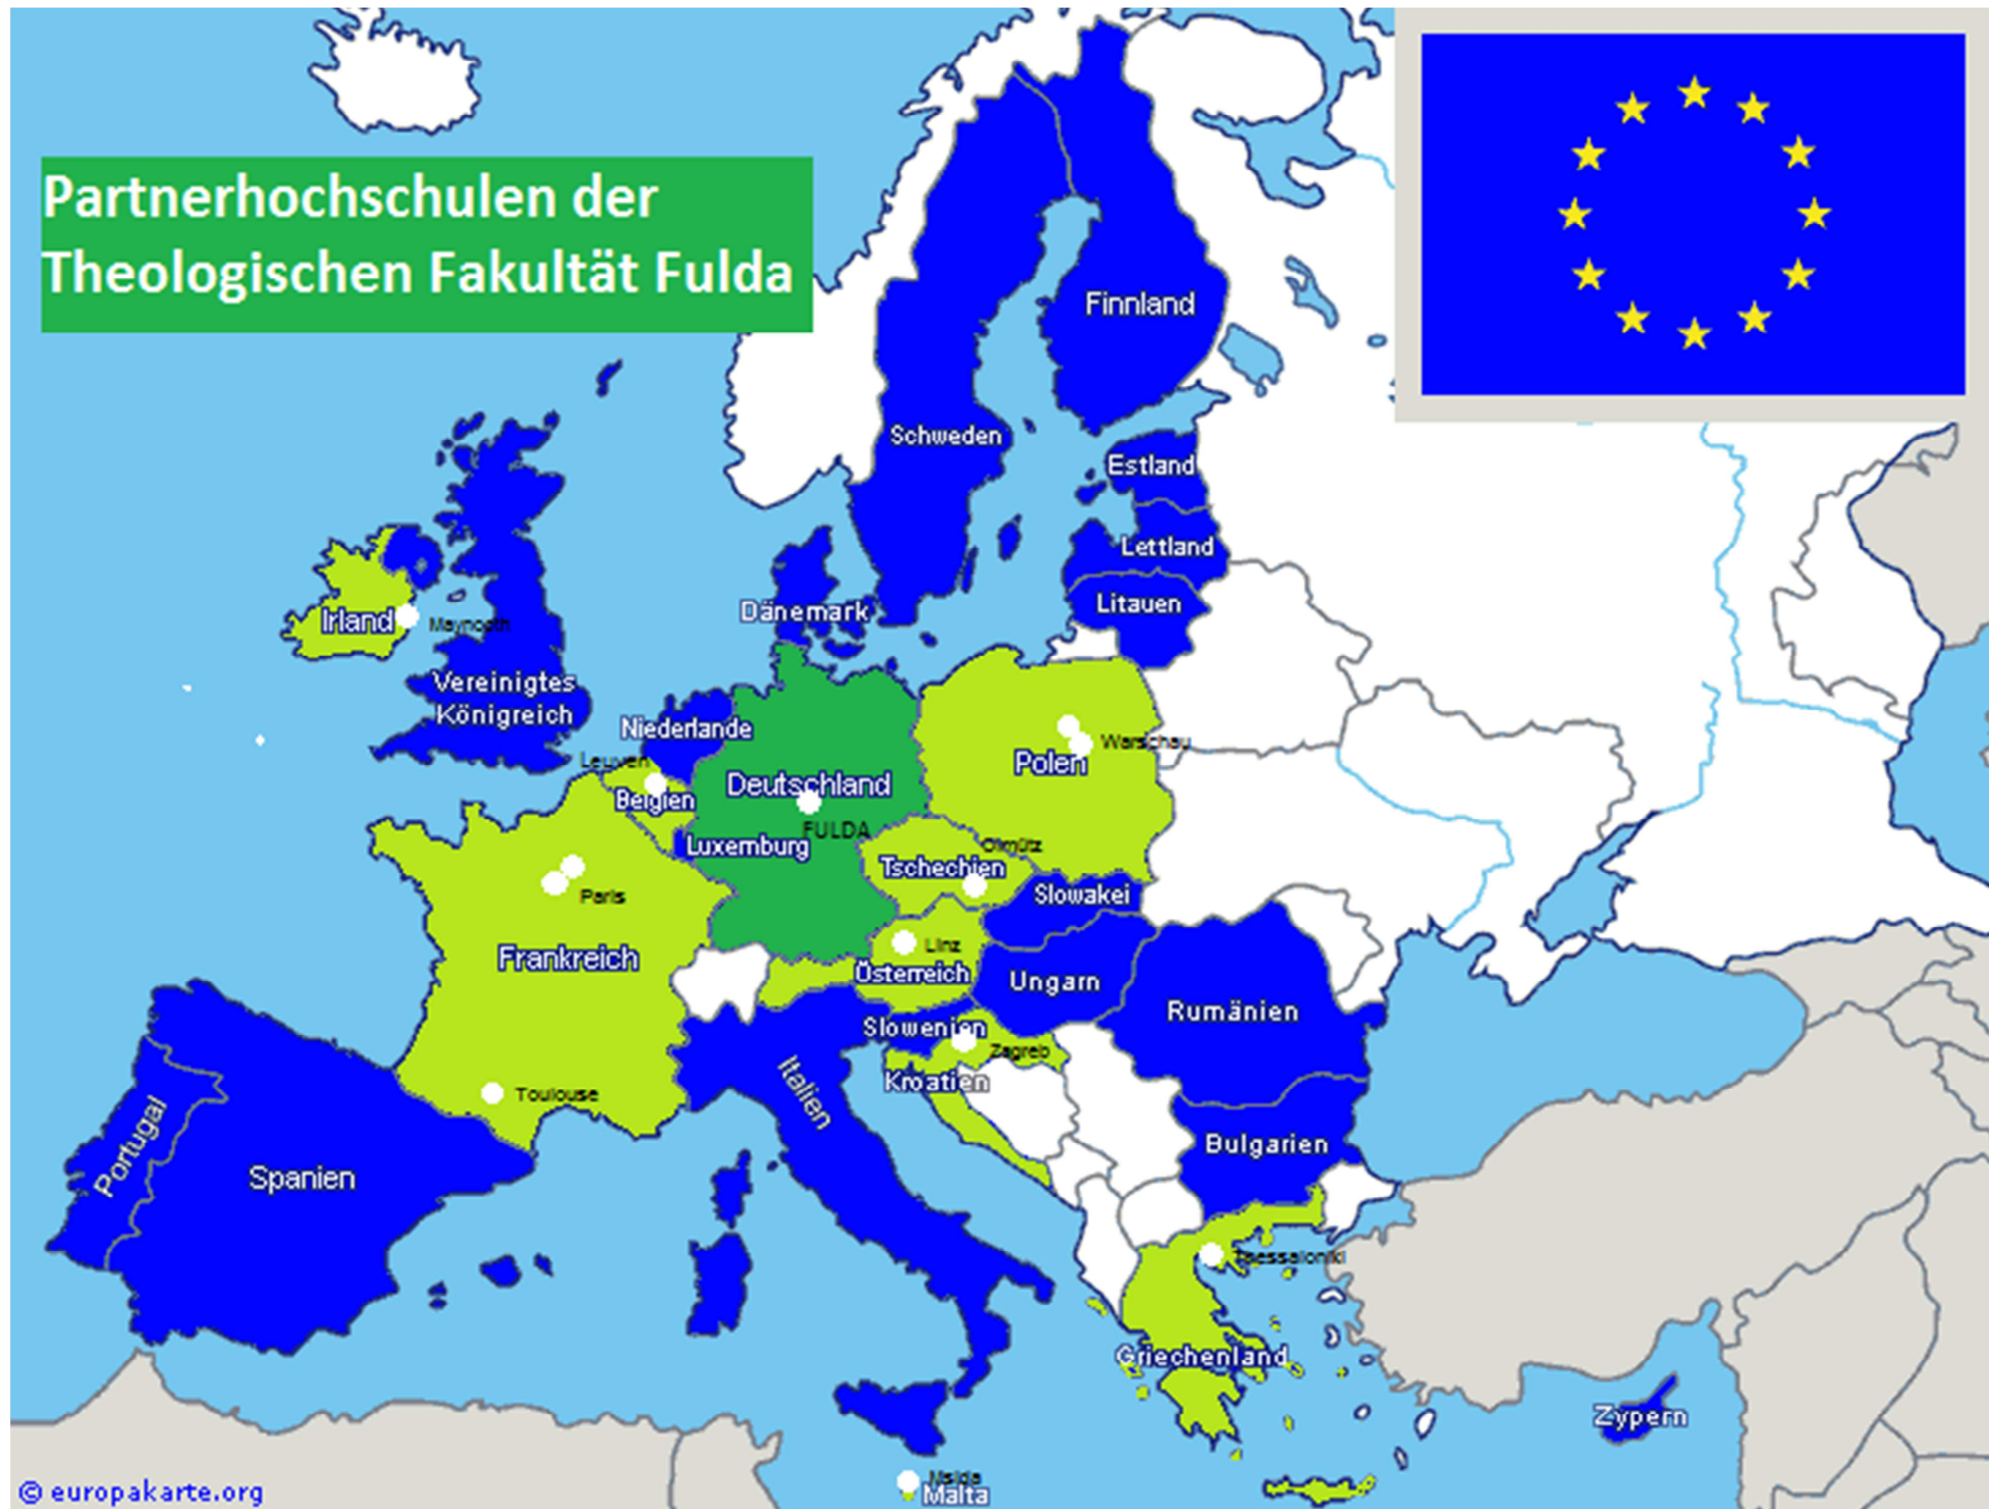 Partnerhochschulen der
Theologischen Fakultät Fulda
Finnland
Schweden
Estland
Lettland
Litauen
Dänemark
Irland
Maynooth
Vereinigtes
Königreich
Niederlande
Leuven
Belgien
Deutschland
FULDA
Luxemburg
Polen
Warschau
Olmütz
Tschechien
Slowakei
Paris
Frankreich
Linz
Österreich
Ungarn
Rumänien
Slowenien
Zagreb
Kroatien
Italien
Toulouse
Portugal
Spanien
Bulgarien
Tsessaloniki
Griechenland
Zypern
Msida
Malta
© europakarte.org